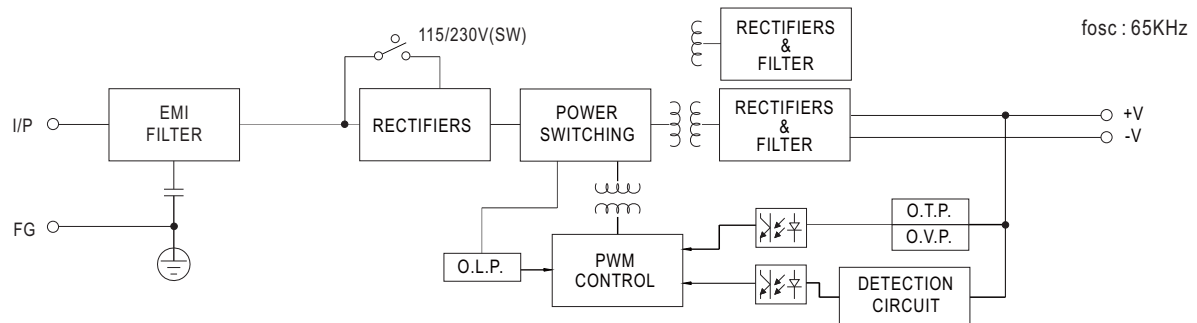 115/230V(SW)
RECTIFIERS
&
FILTER
fosc : 65KHz
I/P
EMI
FILTER
RECTIFIERS
POWER
SWITCHING
RECTIFIERS
&
FILTER
+V
-V
FG
O.L.P.
PWM
CONTROL
O.T.P.
O.V.P.
DETECTION
CIRCUIT